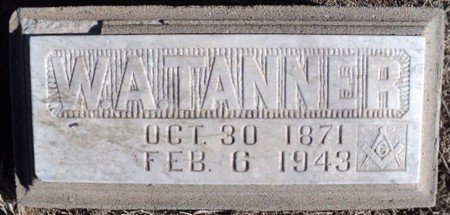 W.A.TANNER
OCT. 30 1871
FEB. 6 1943
G